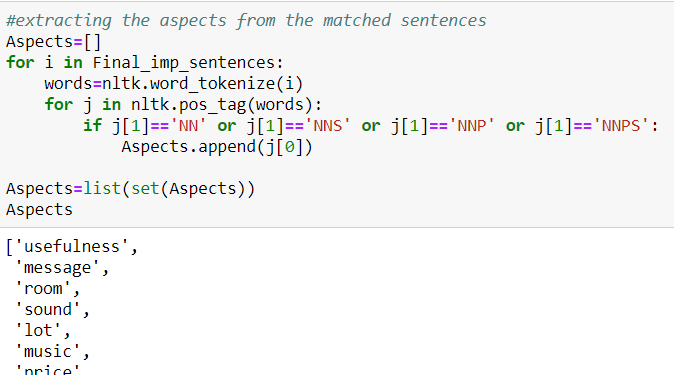 #extracting the aspects from the matched sentences
Aspects=[]
for i in Final_imp_sentences:
    words=nltk.word_tokenize(i)
    for j in nltk.pos_tag(words):
        if j[1]=='NN' or j[1]=='NNS' or j[1]=='NNP' or j[1]=='NNPS':
            Aspects.append(j[0])
Aspects=list(set(Aspects))
Aspects
['usefulness',
 'message',
 'room',
 'sound',
 'lot',
 'music',
 'price'